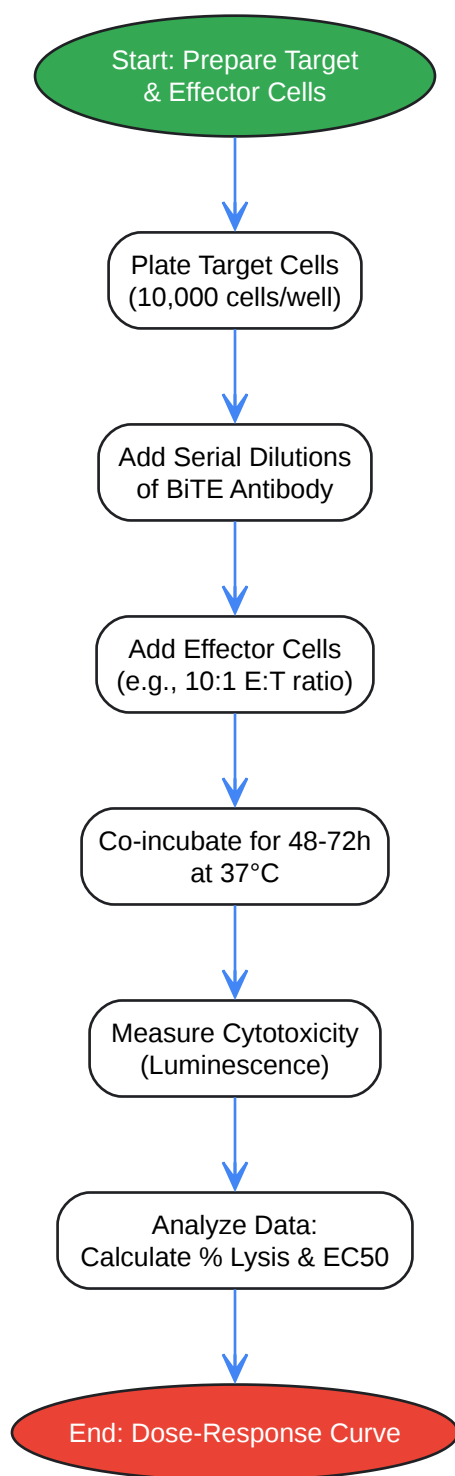 Start: Prepare Target
& Effector Cells
Plate Target Cells
(10,000 cells/well)
Add Serial Dilutions
of BiTE Antibody
Add Effector Cells
(e.g., 10:1 E:T ratio)
Co-incubate for 48-72h
at 37°C
Measure Cytotoxicity
(Luminescence)
Analyze Data:
Calculate % Lysis & EC50
End: Dose-Response Curve